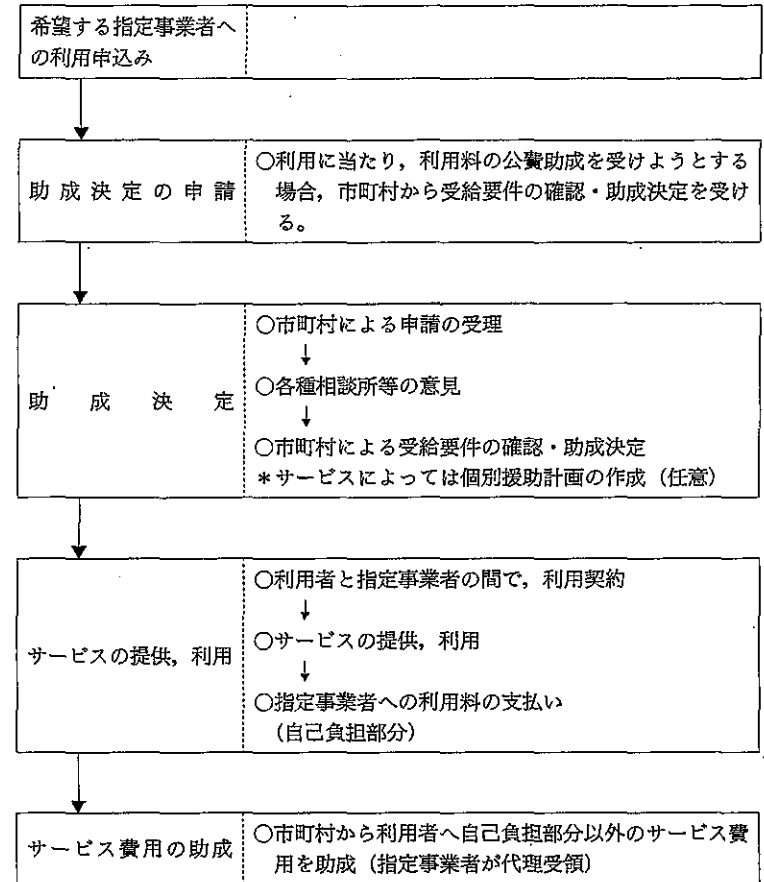 希望する指定事業者へ
の利用申込み
助成決定の申請
○利用に当たり，利用料の公費助成を受けようとする
場合，市町村から受給要件の確認・助成決定を受け
る。
助成決定
○市町村による申請の受理
↓
○各種相談所等の意見
↓
○市町村による受給要件の確認・助成決定
＊サービスによっては個別援助計画の作成（任意）
サービスの提供，利用
○利用者と指定事業者の間で，利用契約
↓
○サービスの提供，利用
↓
○指定事業者への利用料の支払い
（自己負担部分）
サービス費用の助成
○市町村から利用者へ自己負担部分以外のサービス費
用を助成（指定事業者が代理受領）